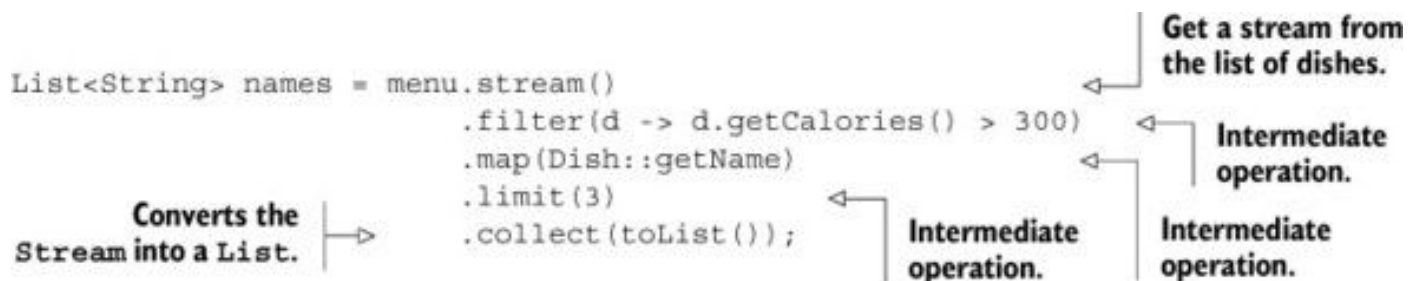 Get a stream from
the list of dishes.
List<String> names = menu.stream()
.filter(d -> d.getCalories() > 300)
Intermediate
operation.
.map(Dish::getName)
.limit(3)
.collect(toList());
Converts the
Stream into a List.
Intermediate
operation.
Intermediate
operation.